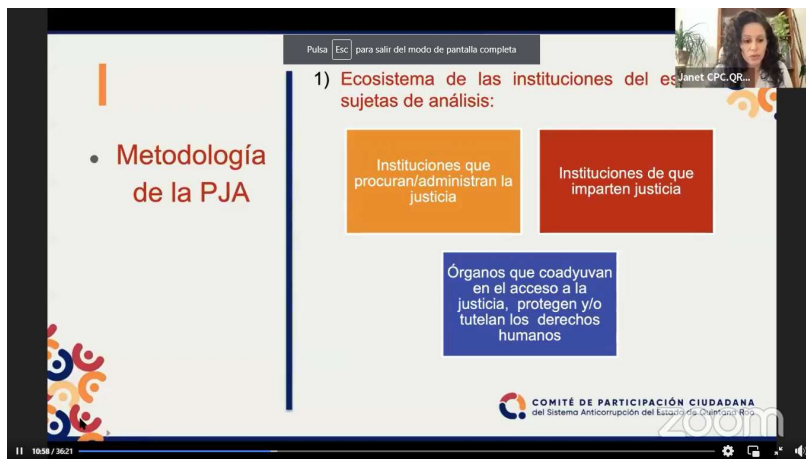 Pulsa Esc para salir del modo de pantalla completa
Janet CPC.QR...
1) Ecosistema de las instituciones del es
sujetas de análisis:
• Metodología
de la PJA
Instituciones que
procuran/administran la
justicia
Instituciones de que
imparten justicia
Órganos que coadyuvan
en el acceso a la
justicia, protegen y/o
tutelan los derechos
humanos
COMITÉ DE PARTICIPACIÓN CIUDADANA
del Sistema Anticorrupción del Estado de Quintana Roo
zoom
10:58 / 36:21